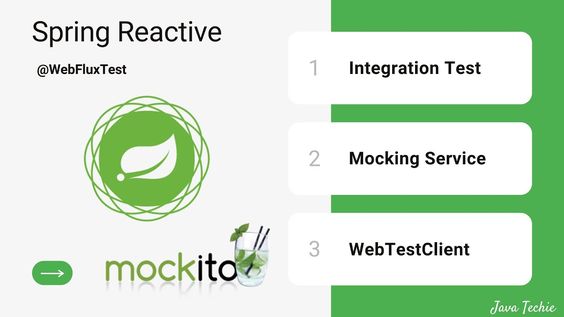 Spring Reactive
@WebFluxTest
mockito
1 Integration Test
2 Mocking Service
3 WebTestClient
Java Techie